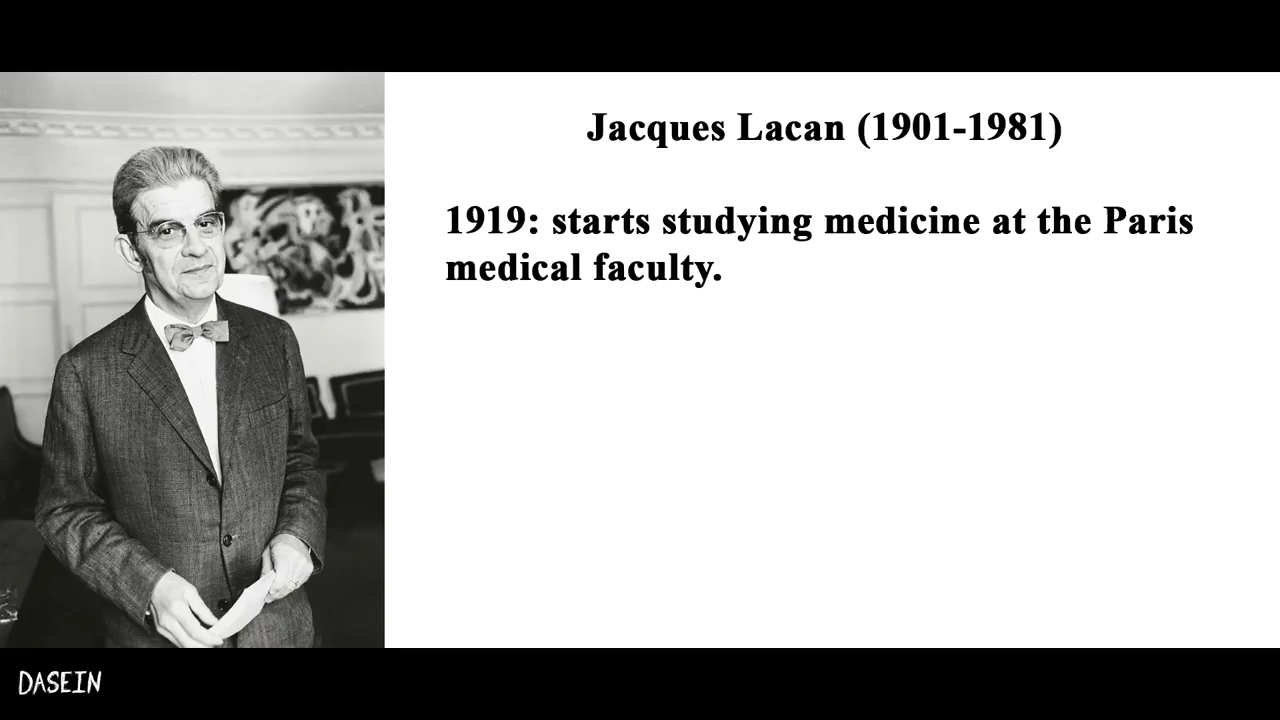 Jacques Lacan (1901-1981)
1919: starts studying medicine at the Paris
medical faculty.
DASEIN